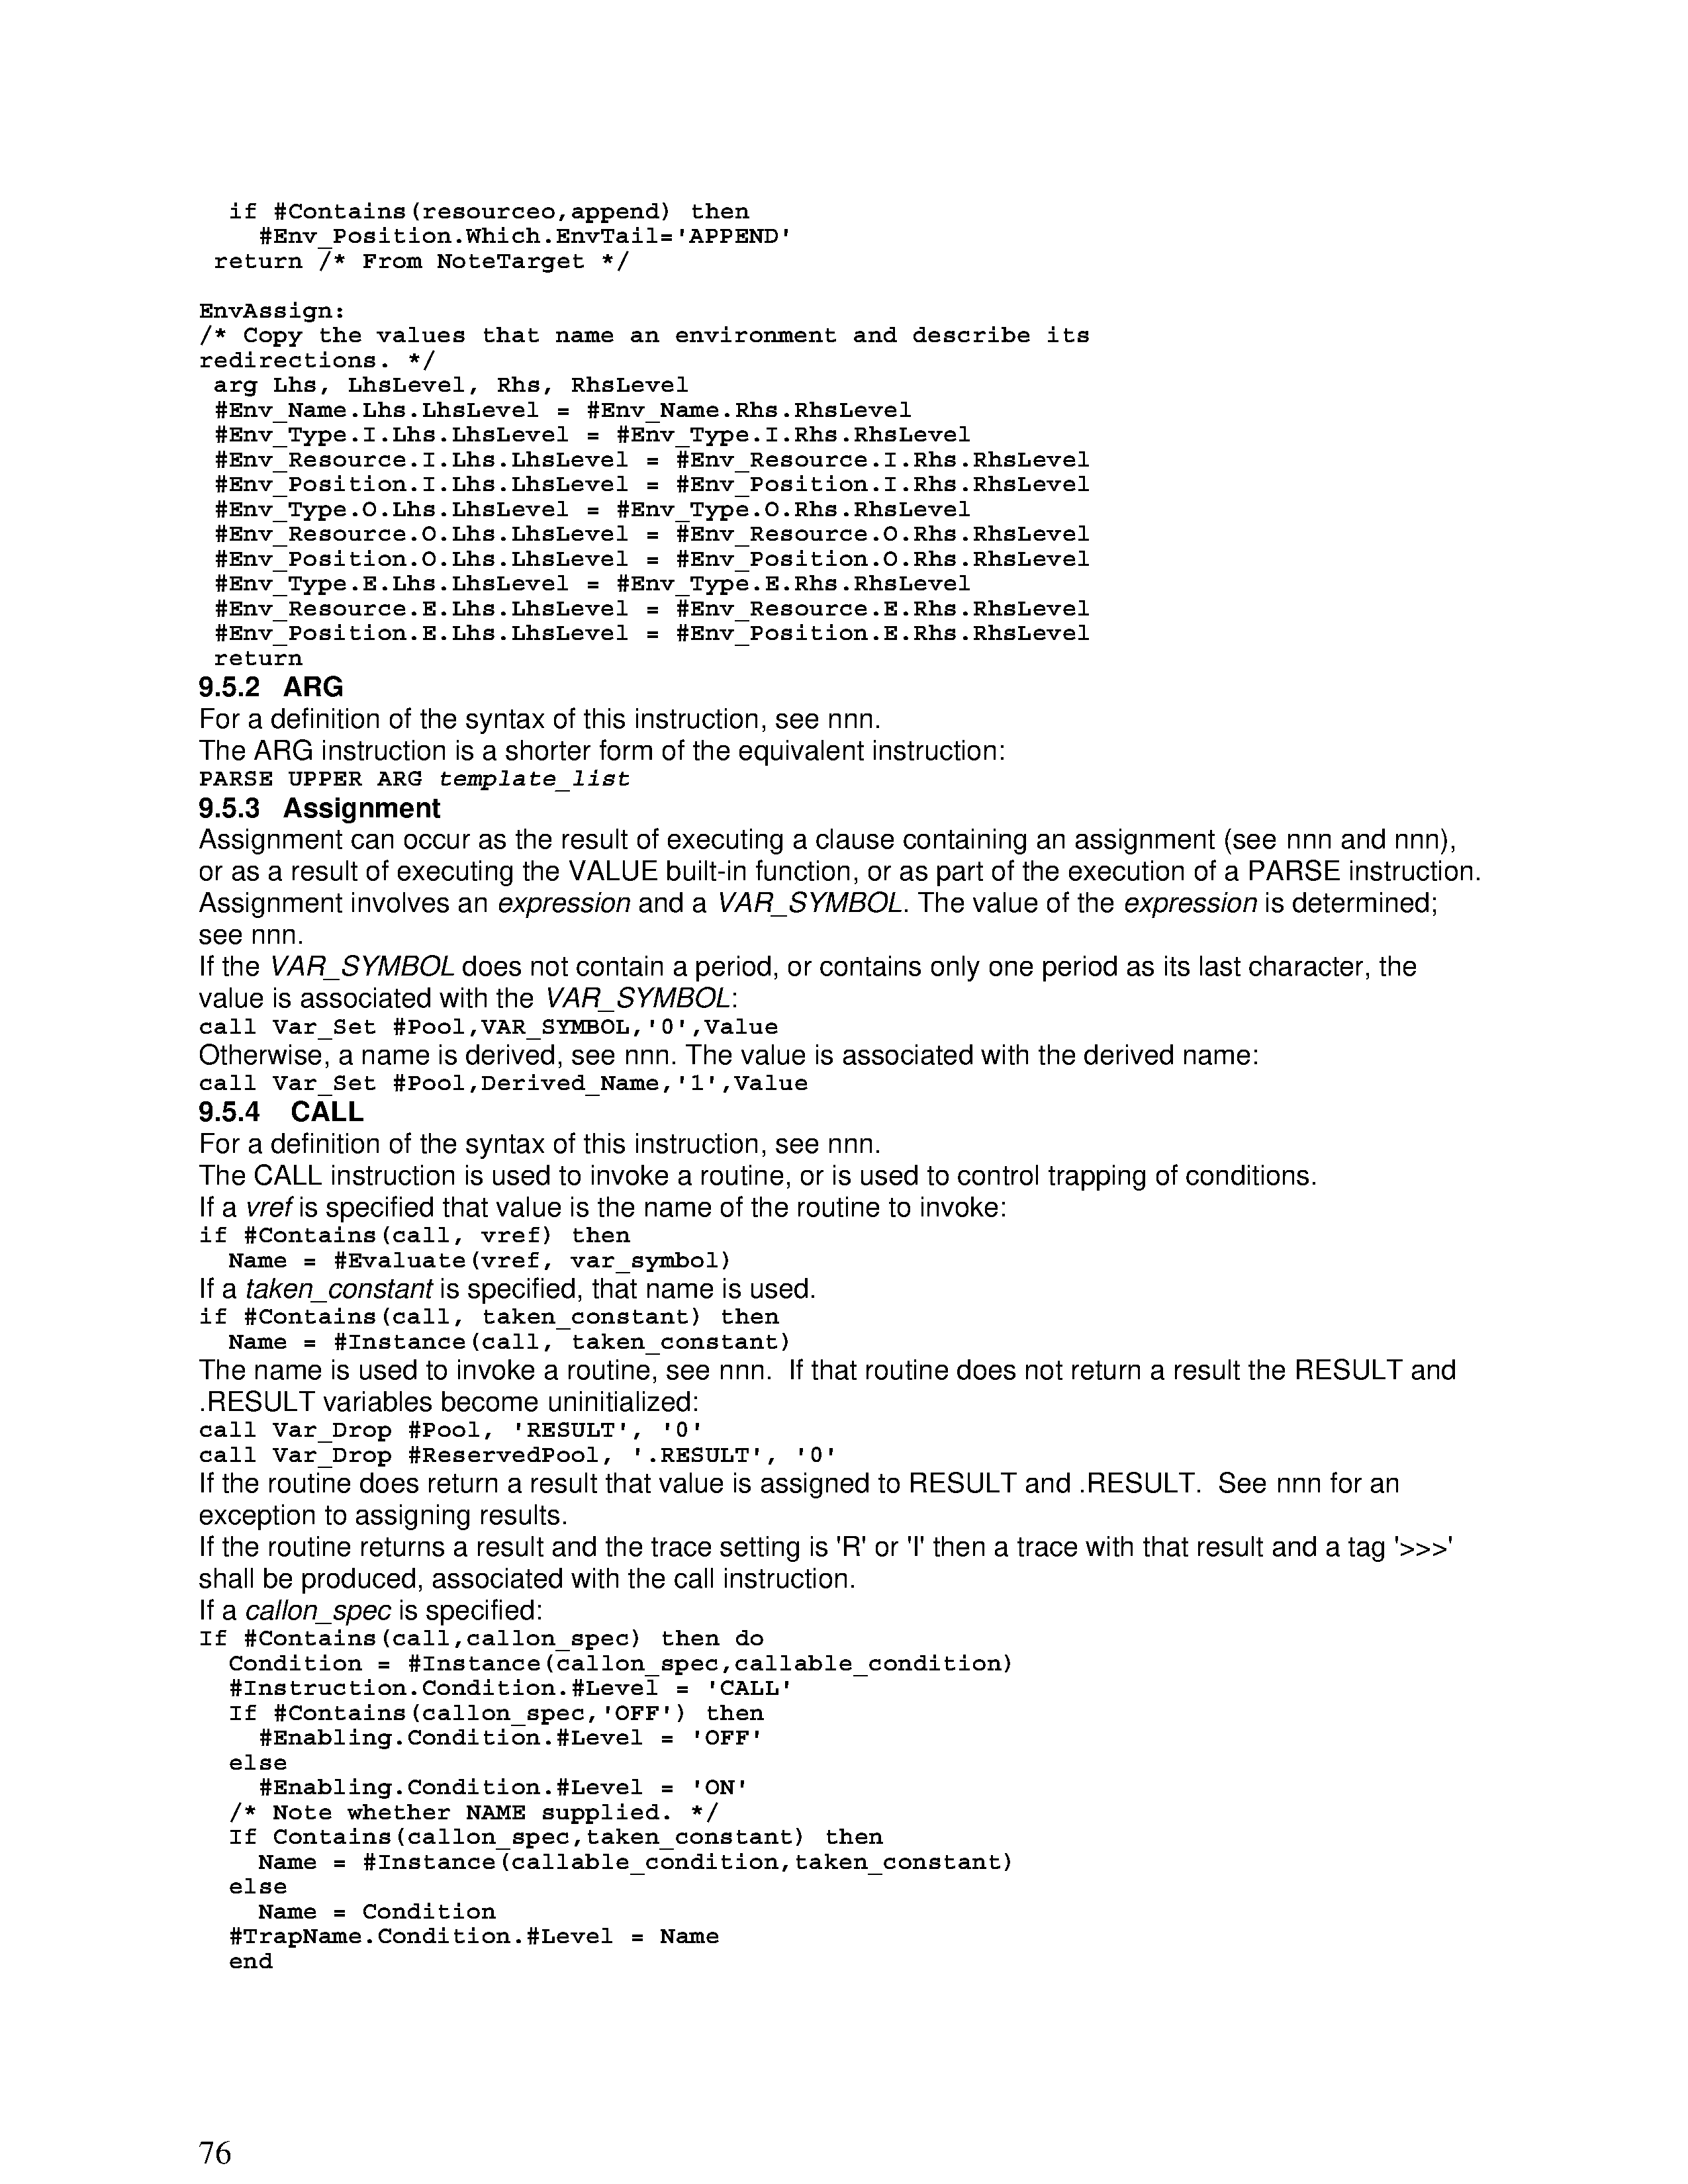 if #Contains(resourceo,append) then
#Env_Position.Which.EnvTail='APPEND'
return /* From NoteTarget */
EnvAssign:
/* Copy the values that name an environment and describe its
redirections. */
arg Lhs, LhsLevel, Rhs, RhsLevel
#Env_Name.Lhs.LhsLevel = #Env_Name.Rhs.RhsLevel
#Env_Type.I.Lhs.LhsLevel = #Env_Type.I.Rhs.RhsLevel
#Env_Resource.I.Lhs.LhsLevel = #Env_Resource.I.Rhs.RhsLevel
#Env_Position.I.Lhs.LhsLevel = #Env_Position.I.Rhs.RhsLevel
#Env_Type.O.Lhs.LhsLevel = #Env_Type.O.Rhs.RhsLevel
#Env_Resource.O.Lhs.LhsLevel = #Env_Resource.O.Rhs.RhsLevel
#Env_Position.O.Lhs.LhsLevel = #Env_Position.O.Rhs.RhsLevel
#Env_Type.E.Lhs.LhsLevel = #Env_Type.E.Rhs.RhsLevel
#Env_Resource.E.Lhs.LhsLevel = #Env_Resource.E.Rhs.RhsLevel
#Env_Position.E.Lhs.LhsLevel = #Env_Position.E.Rhs.RhsLevel
return
9.5.2 ARG
For a definition of the syntax of this instruction, see nnn.
The ARG instruction is a shorter form of the equivalent instruction:
PARSE UPPER ARG template_list
9.5.3 Assignment
Assignment can occur as the result of executing a clause containing an assignment (see nnn and nnn),
or as a result of executing the VALUE built-in function, or as part of the execution of a PARSE instruction.
Assignment involves an expression and a VAR_SYMBOL. The value of the expression is determined;
see nnn.
If the VAR_SYMBOL does not contain a period, or contains only one period as its last character, the
value is associated with the VAR_SYMBOL:
call Var_Set #Pool,VAR_SYMBOL,'0',Value
Otherwise, a name is derived, see nnn. The value is associated with the derived name:
call Var_Set #Pool,Derived_Name,'1',Value
9.5.4 CALL
For a definition of the syntax of this instruction, see nnn.
The CALL instruction is used to invoke a routine, or is used to control trapping of conditions.
If a vref is specified that value is the name of the routine to invoke:
if #Contains(call, vref) then
Name = #Evaluate(vref, var_symbol)
If a taken_constant is specified, that name is used.
if #Contains(call, taken_constant) then
Name = #Instance(call, taken_constant)
The name is used to invoke a routine, see nnn. If that routine does not return a result the RESULT and
.RESULT variables become uninitialized:
call Var_Drop #Pool, 'RESULT', '0'
call Var_Drop #ReservedPool, '.RESULT', '0'
If the routine does return a result that value is assigned to RESULT and .RESULT. See nnn for an
exception to assigning results.
If the routine returns a result and the trace setting is 'R' or 'I' then a trace with that result and a tag '>>>'
shall be produced, associated with the call instruction.
If a callon_spec is specified:
If #Contains(call,callon_spec) then do
Condition = #Instance(callon_spec,callable_condition)
#Instruction.Condition.#Level = 'CALL'
If #Contains(callon_spec,'OFF') then
#Enabling.Condition.#Level = 'OFF'
else
#Enabling.Condition.#Level = 'ON'
/* Note whether NAME supplied. */
If Contains(callon_spec,taken_constant) then
Name = #Instance(callable_condition,taken_constant)
else
Name = Condition
#TrapName.Condition.#Level = Name
end
76